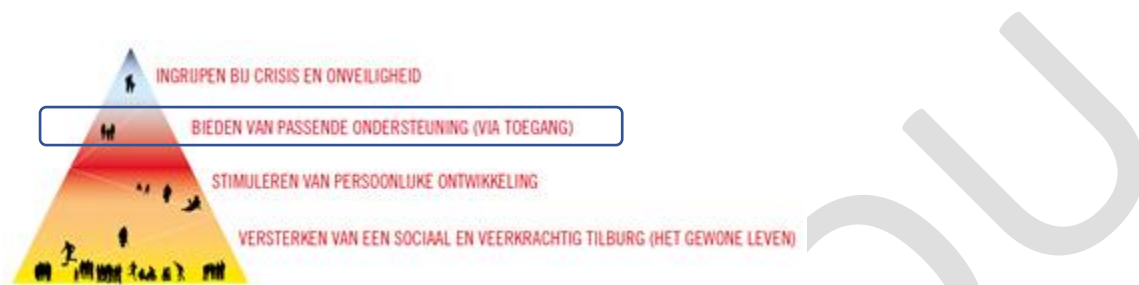 INGRIJPEN BIJ CRISIS EN ONVEILIGHEID
BIEDEN VAN PASSENDE ONDERSTEUNING (VIA TOEGANG)
STIMULEREN VAN PERSOONLIJKE ONTWIKKELING
VERSTERKEN VAN EEN SOCIAAL EN VEERKRACHTIG TILBURG (HET GEWONE LEVEN)